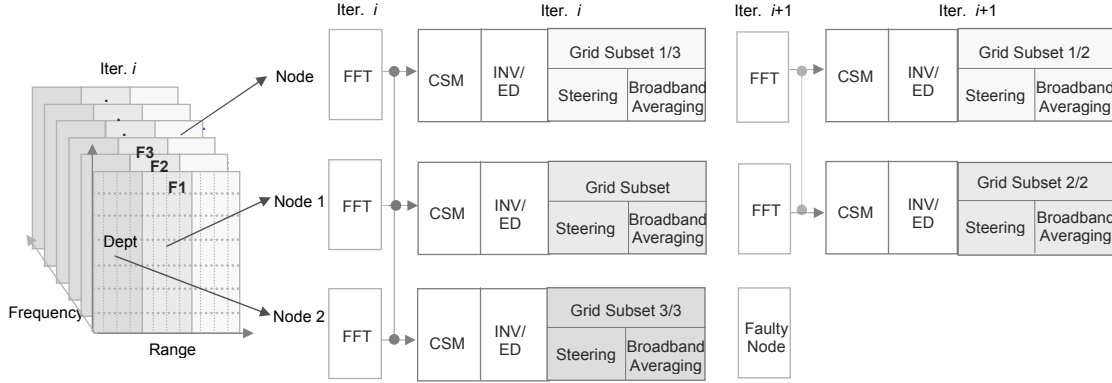 Iter. i
Iter. i
Iter. i+1
Iter. i+1
Iter. i
Node
Node 1
Node 2
F3
F2
F1
Dept
Frequency
Range
FFT
CSM
INV/
ED
Grid Subset 1/3
Steering
Broadband
Averaging
FFT
CSM
INV/
ED
Grid Subset 1/2
Steering
Broadband
Averaging
FFT
CSM
INV/
ED
Grid Subset
Steering
Broadband
Averaging
FFT
CSM
INV/
ED
Grid Subset 2/2
Steering
Broadband
Averaging
FFT
CSM
INV/
ED
Grid Subset 3/3
Steering
Broadband
Averaging
Faulty
Node